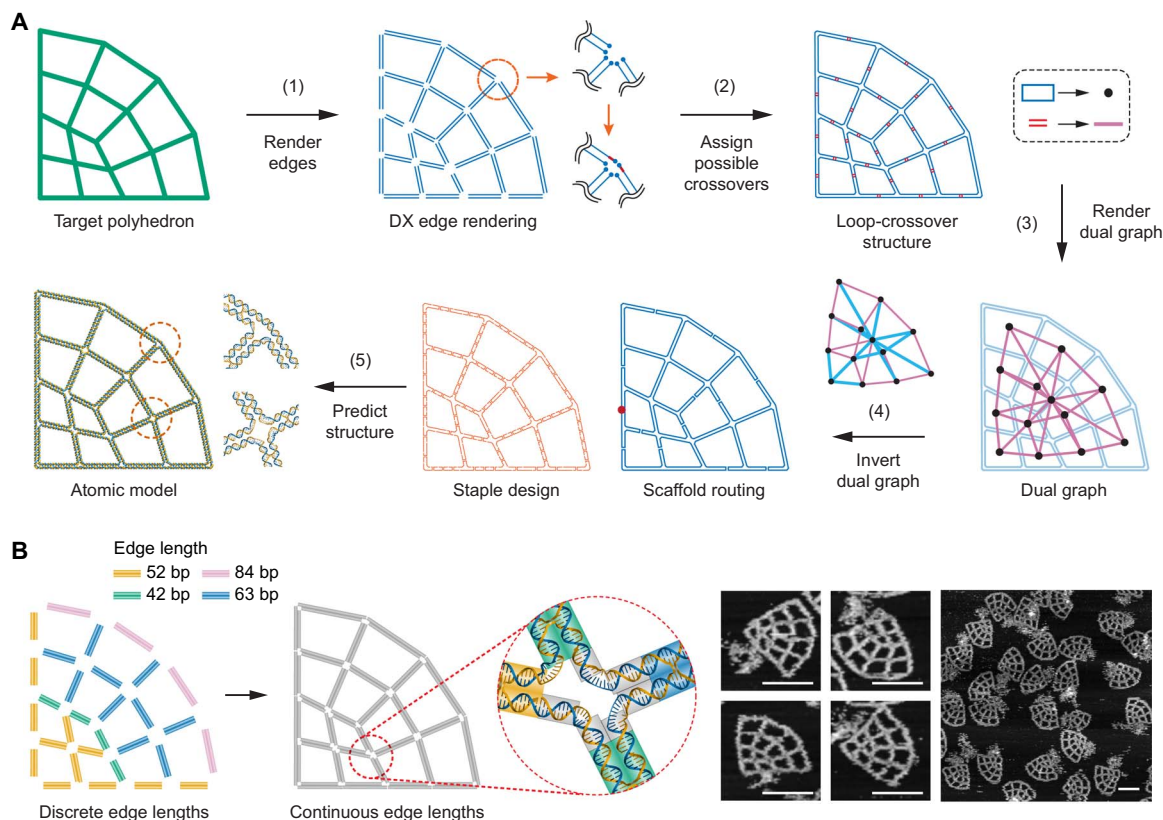 A
(1)
Render
edges
(2)
Assign
possible
crossovers
Target polyhedron
DX edge rendering
Loop-crossover
structure
(3)
Render
dual graph
(5)
Predict
structure
(4)
Invert
dual graph
Atomic model
Staple design
Scaffold routing
Dual graph
B
Edge length
52 bp
84 bp
42 bp
63 bp
Discrete edge lengths
Continuous edge lengths